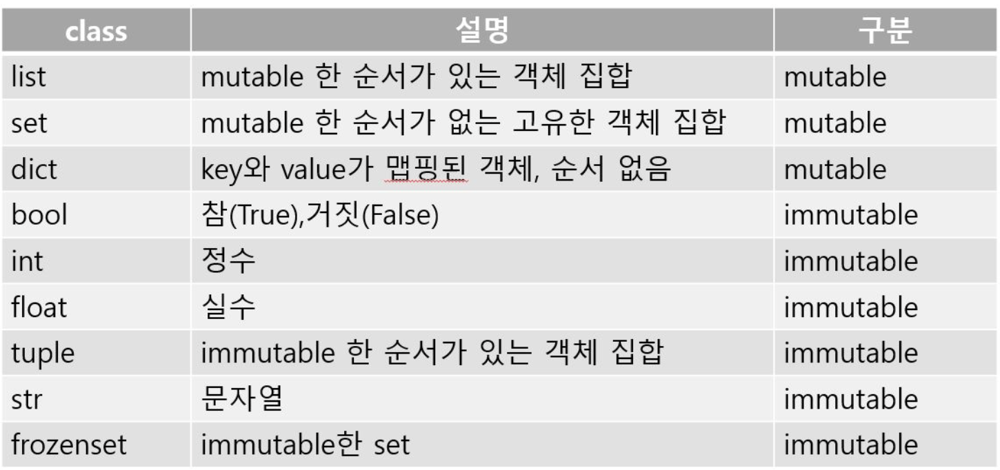 class 설명 구분
list mutable 한 순서가 있는 객체 집합 mutable
set mutable 한 순서가 없는 고유한 객체 집합 mutable
dict key와 value가 맵핑된 객체, 순서 없음 mutable
bool 참(True),거짓(False) immutable
int 정수 immutable
float 실수 immutable
tuple immutable 한 순서가 있는 객체 집합 immutable
str 문자열 immutable
frozenset immutable한 set immutable